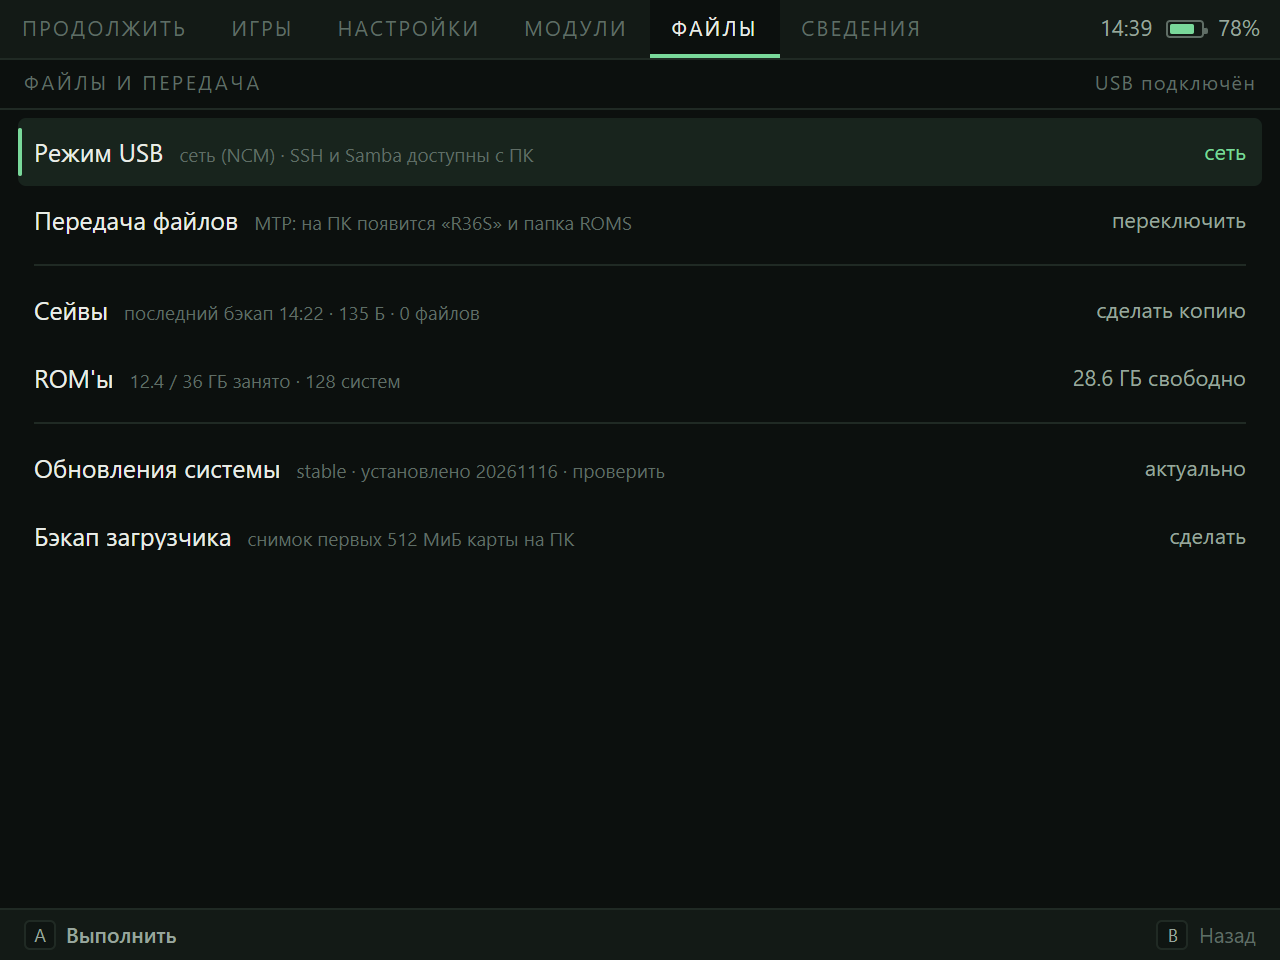 ПРОДОЛЖИТЬ ИГРЫ НАСТРОЙКИ МОДУЛИ ФАЙЛЫ СВЕДЕНИЯ 14:39 78%
ФАЙЛЫ И ПЕРЕДАЧА USB подключён
Режим USB сеть (NCM) · SSH и Samba доступны с ПК сеть
Передача файлов MTP: на ПК появится «R36S» и папка ROMS переключить
Сейвы последний бэкап 14:22 · 135 Б · 0 файлов сделать копию
ROM'ы 12.4 / 36 ГБ занято · 128 систем 28.6 ГБ свободно
Обновления системы stable · установлено 20261116 · проверить актуально
Бэкап загрузчика снимок первых 512 МиБ карты на ПК сделать
A Выполнить B Назад